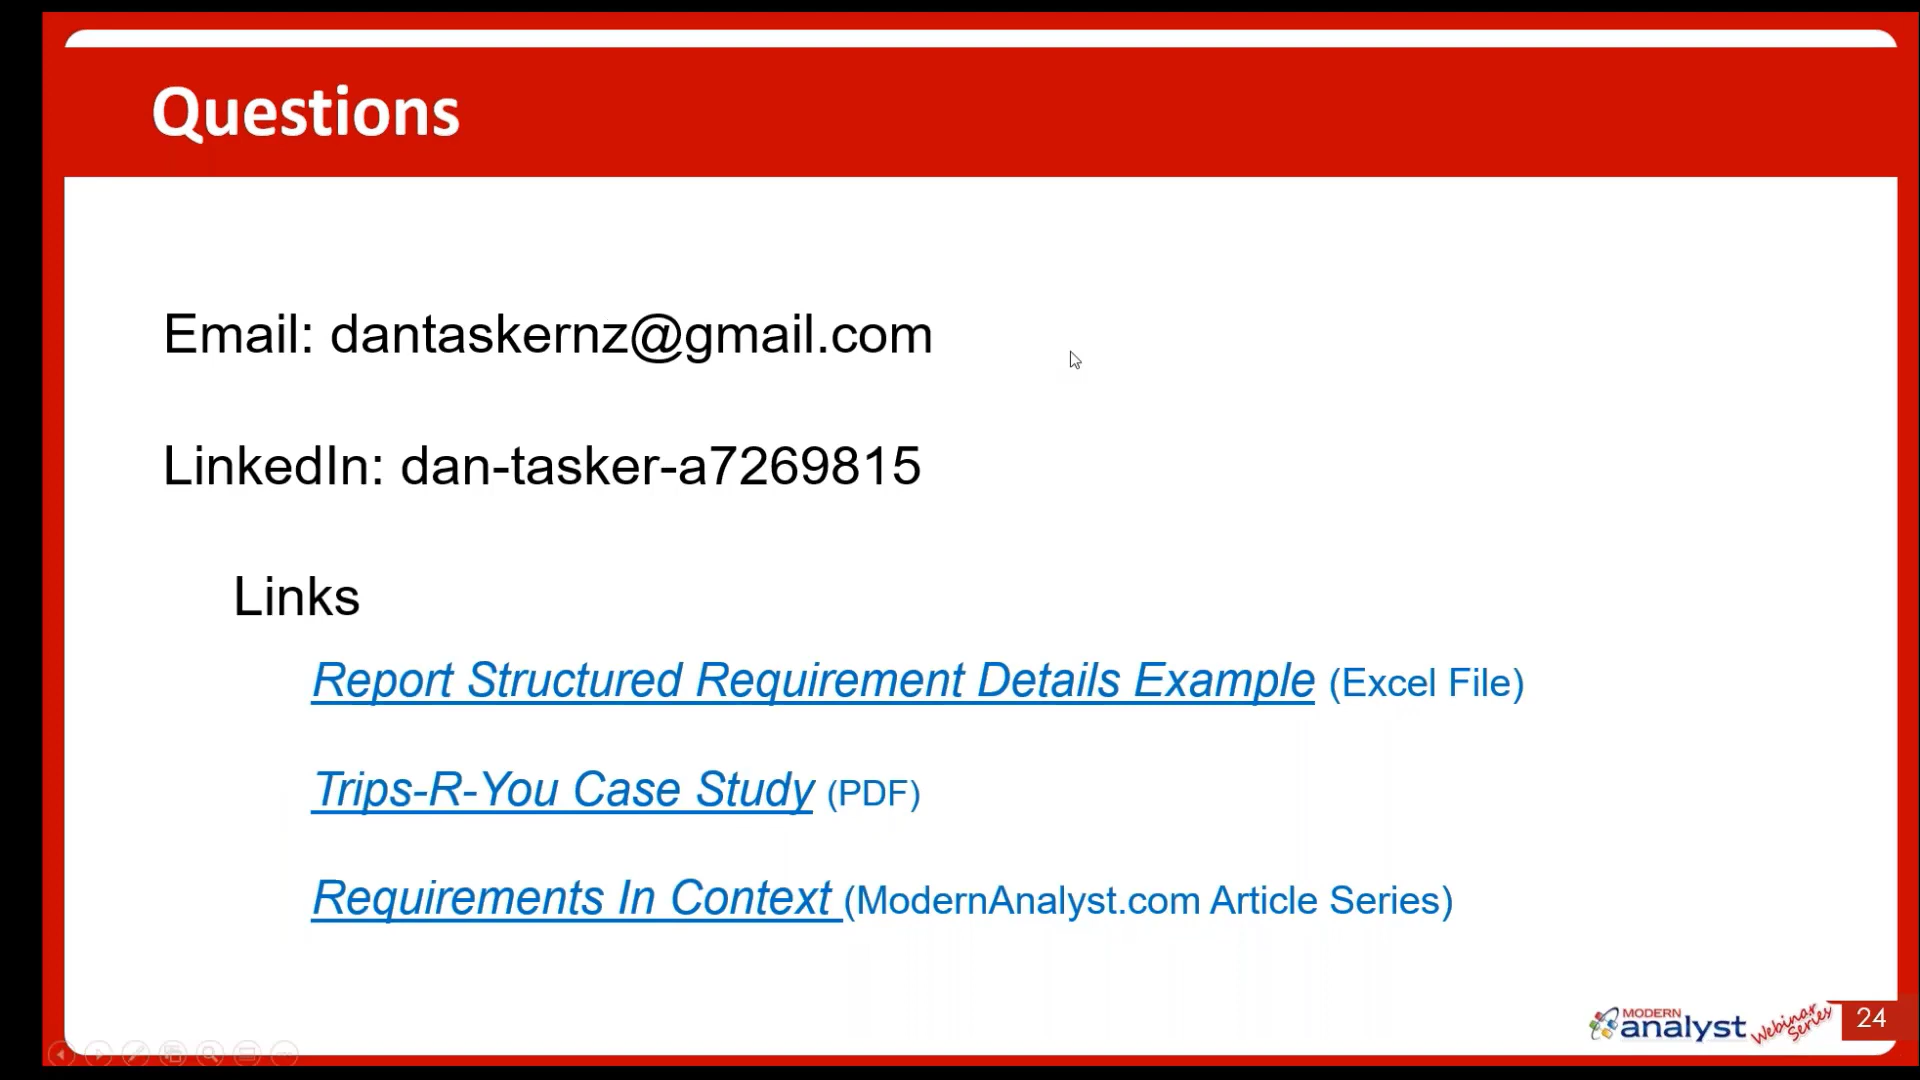 Questions
Email: dantaskernz@gmail.com
LinkedIn: dan-tasker-a7269815
Links
Report Structured Requirement Details Example (Excel File)
Trips-R-You Case Study (PDF)
Requirements In Context (ModernAnalyst.com Article Series)
MODERN
analyst Webinar Series
24